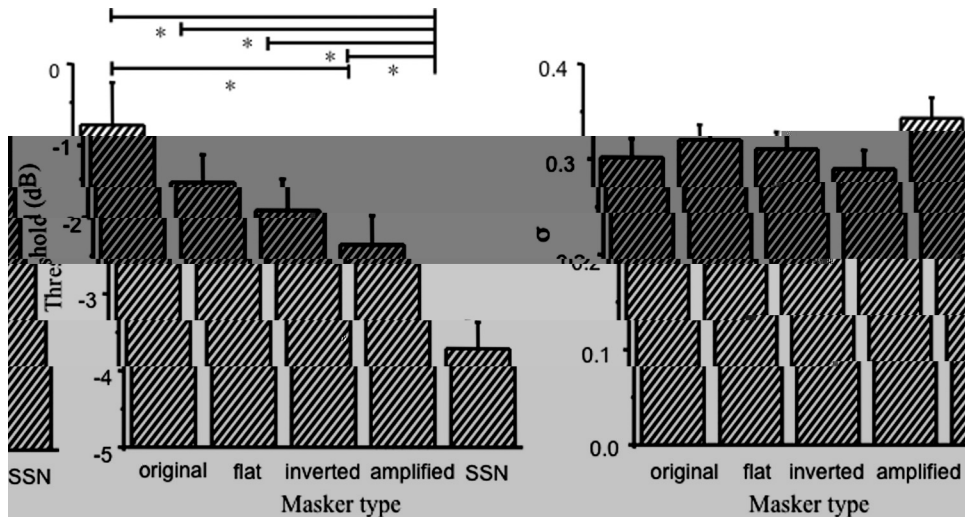 *
*
*
*
*
Threshold (dB)
0
-1
-2
-3
-4
-5
SSN
original flat inverted amplified SSN
Masker type
σ
0.4
0.3
0.2
0.1
0.0
original flat inverted amplified
Masker type